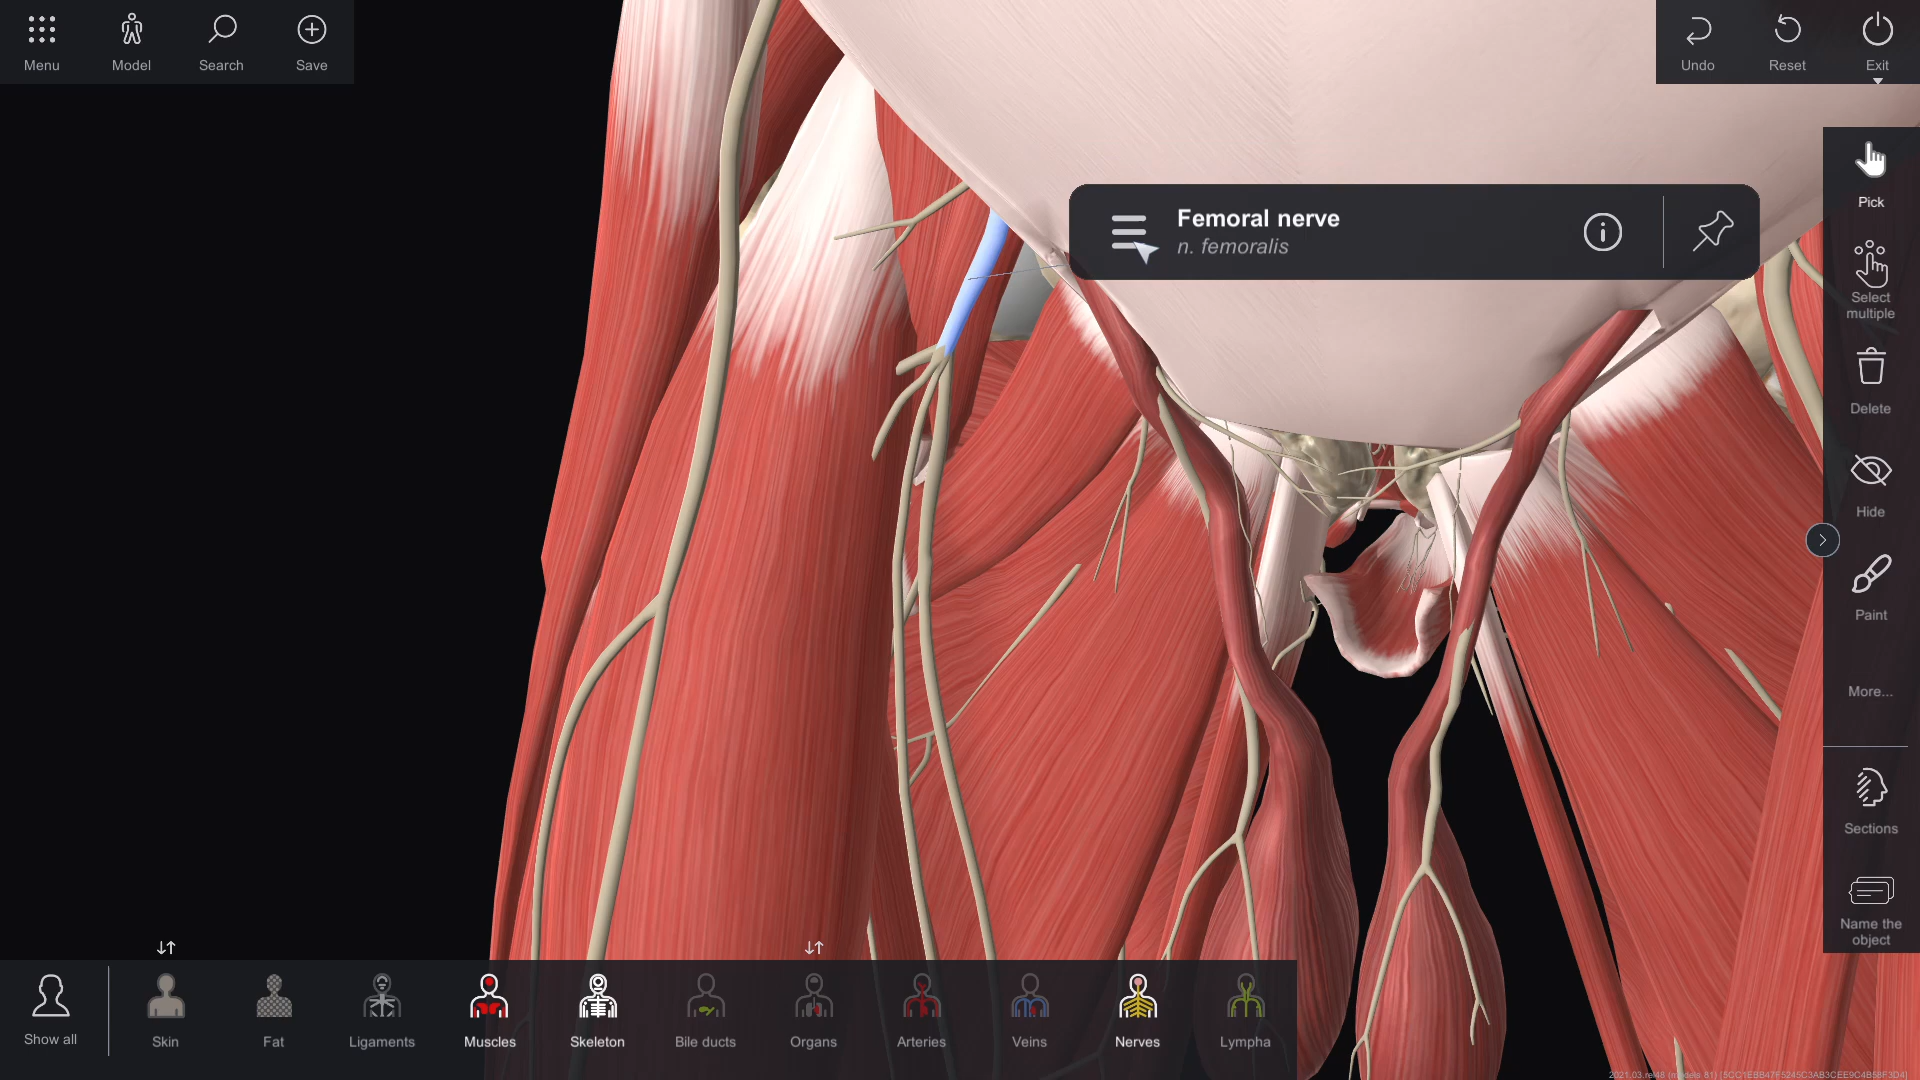 Menu
Model
Search
Save
Undo
Reset
Exit
Femoral nerve
n. femoralis
Pick
Select
multiple
Delete
Hide
Paint
More...
Sections
Name the
object
Show all
Skin
Fat
Ligaments
Muscles
Skeleton
Bile ducts
Organs
Arteries
Veins
Nerves
Lympha